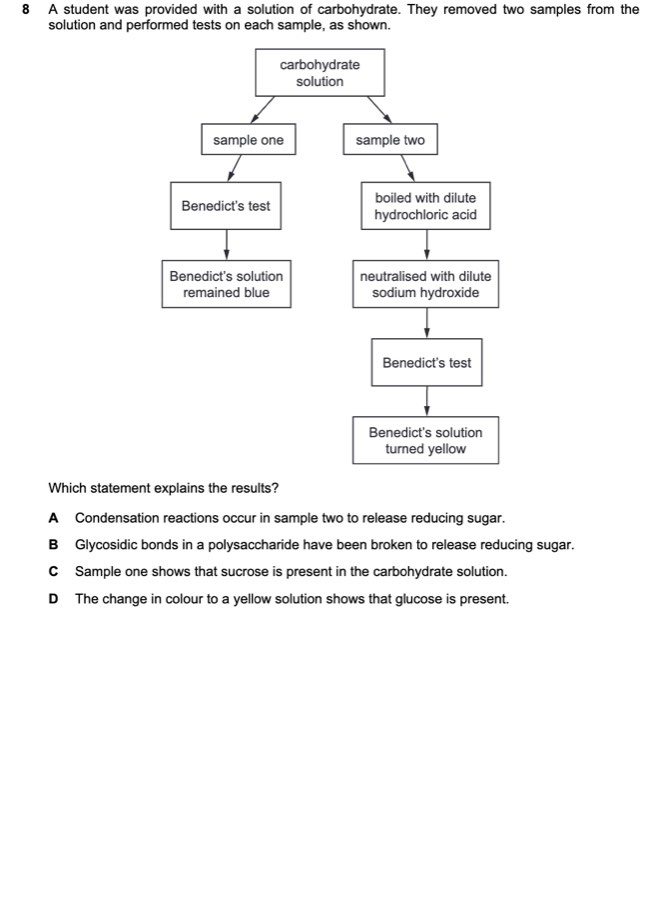 8 A student was provided with a solution of carbohydrate. They removed two samples from the
solution and performed tests on each sample, as shown.
carbohydrate
solution
sample one
sample two
Benedict's test
boiled with dilute
hydrochloric acid
Benedict's solution
remained blue
neutralised with dilute
sodium hydroxide
Benedict's test
Benedict's solution
turned yellow
Which statement explains the results?
A Condensation reactions occur in sample two to release reducing sugar.
B Glycosidic bonds in a polysaccharide have been broken to release reducing sugar.
C Sample one shows that sucrose is present in the carbohydrate solution.
D The change in colour to a yellow solution shows that glucose is present.